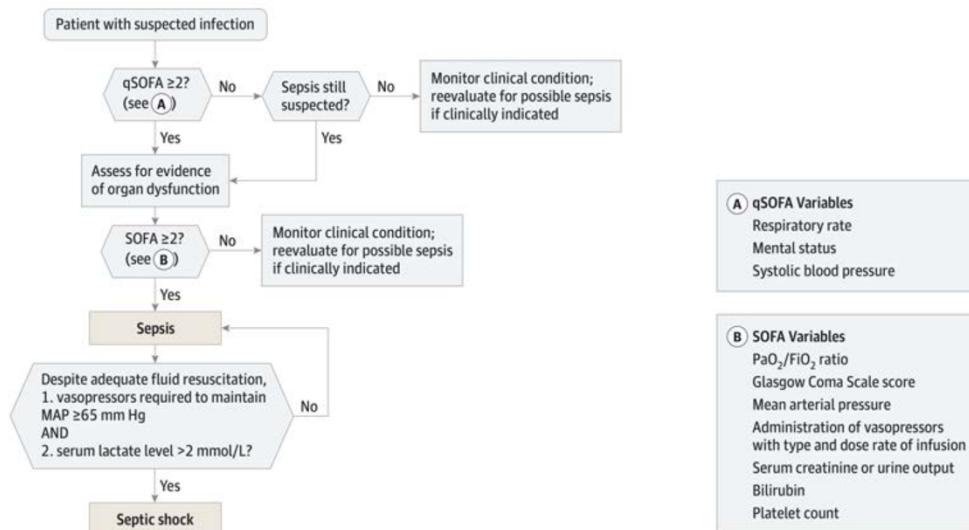 Patient with suspected infection
qSOFA ≥2?
(see A)
No
Sepsis still
suspected?
No
Monitor clinical condition;
reevaluate for possible sepsis
if clinically indicated
Yes
Yes
Assess for evidence
of organ dysfunction
SOFA ≥2?
(see B)
No
Monitor clinical condition;
reevaluate for possible sepsis
if clinically indicated
Yes
Sepsis
Despite adequate fluid resuscitation,
1. vasopressors required to maintain
MAP ≥65 mm Hg
AND
2. serum lactate level >2 mmol/L?
No
Yes
Septic shock
A qSOFA Variables
Respiratory rate
Mental status
Systolic blood pressure
B SOFA Variables
PaO₂/FiO₂ ratio
Glasgow Coma Scale score
Mean arterial pressure
Administration of vasopressors
with type and dose rate of infusion
Serum creatinine or urine output
Bilirubin
Platelet count